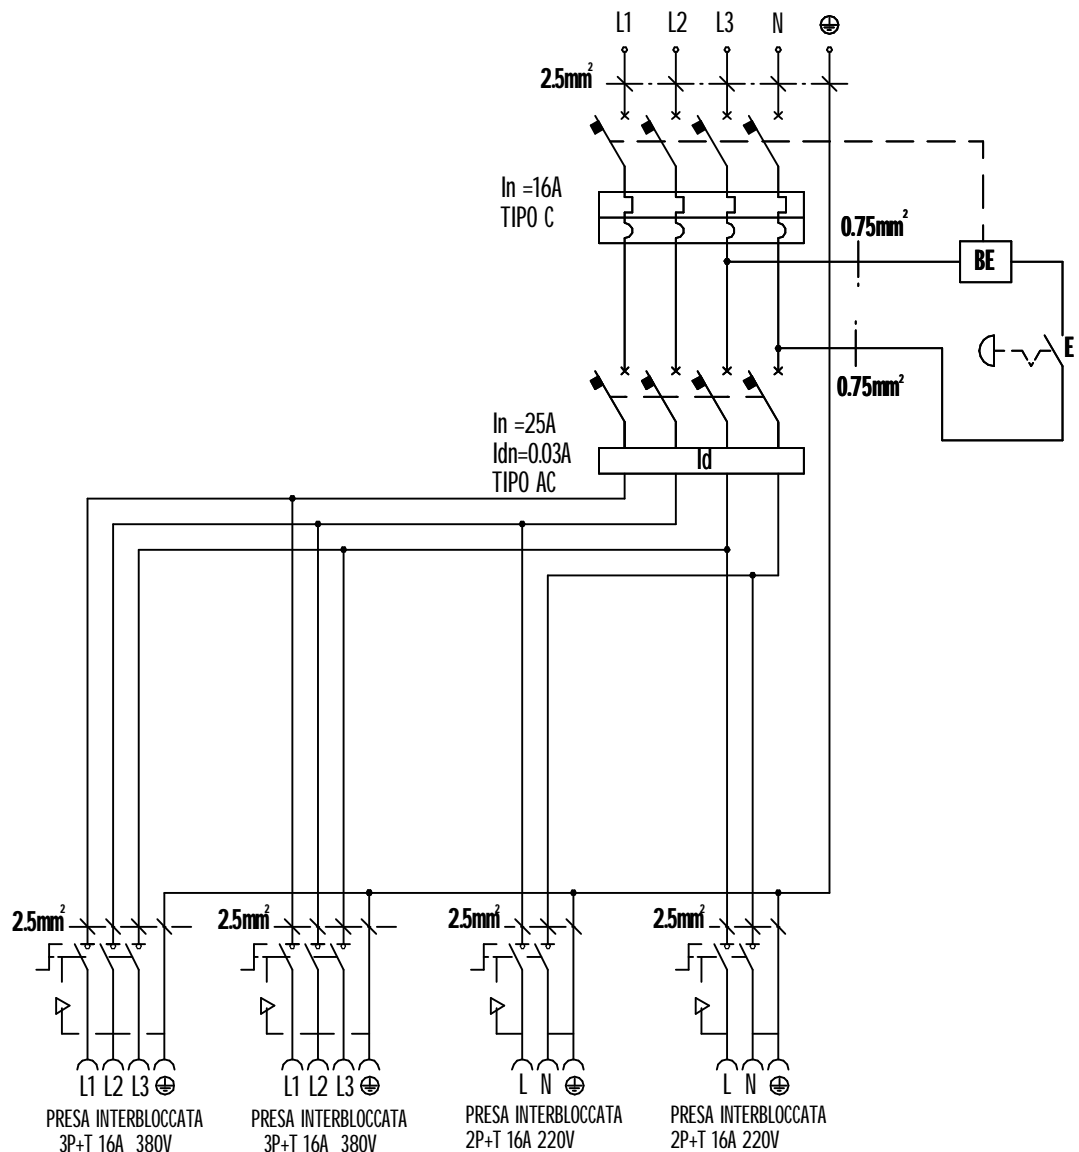 L1 L2 L3 N
2.5mm²
In =16A
TIPO C
0.75mm²
BE
E
0.75mm²
In =25A
Idn=0.03A
TIPO AC
Id
2.5mm² 2.5mm² 2.5mm² 2.5mm²
L1 L2 L3 L1 L2 L3 L N L N
PRESA INTERBLOCCATA
3P+T 16A 380V
PRESA INTERBLOCCATA
3P+T 16A 380V
PRESA INTERBLOCCATA
2P+T 16A 220V
PRESA INTERBLOCCATA
2P+T 16A 220V